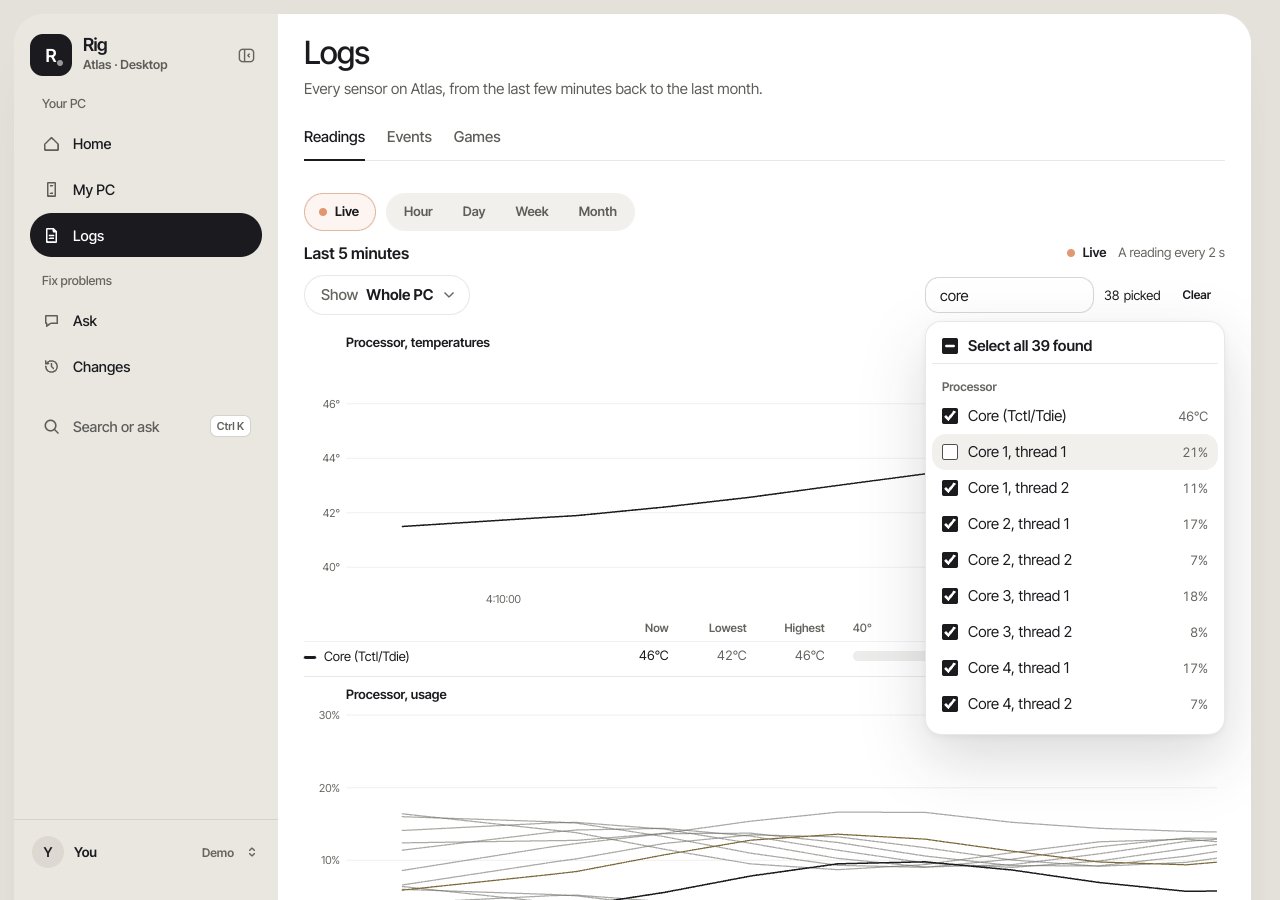 R
Rig
Atlas · Desktop
Your PC
Home
My PC
Logs
Fix problems
Ask
Changes
Search or ask
Ctrl K
Y
You
Demo
Logs
Every sensor on Atlas, from the last few minutes back to the last month.
Readings Events Games
Live Hour Day Week Month
Last 5 minutes
Live A reading every 2 s
Show Whole PC
core
38 picked
Clear
Processor, temperatures
46°
44°
42°
40°
4:10:00
Now Lowest Highest 40°
Core (Tctl/Tdie) 46°C 42°C 46°C
Processor, usage
30%
20%
10%
Select all 39 found
Processor
Core (Tctl/Tdie) 46°C
Core 1, thread 1 21%
Core 1, thread 2 11%
Core 2, thread 1 17%
Core 2, thread 2 7%
Core 3, thread 1 18%
Core 3, thread 2 8%
Core 4, thread 1 17%
Core 4, thread 2 7%